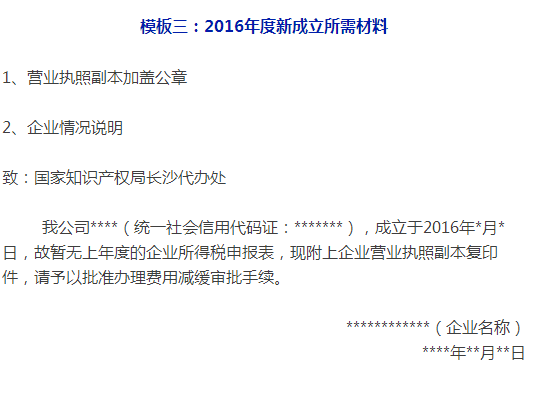 模板三：2016年度新成立所需材料
1、营业执照副本加盖公章
2、企业情况说明
致：国家知识产权局长沙代办处
我公司****（统一社会信用代码证：*******），成立于2016年*月*
日，故暂无上年度的企业所得税申报表，现附上企业营业执照副本复印
件，请予以批准办理费用减缓审批手续。
************（企业名称）
****年**月**日